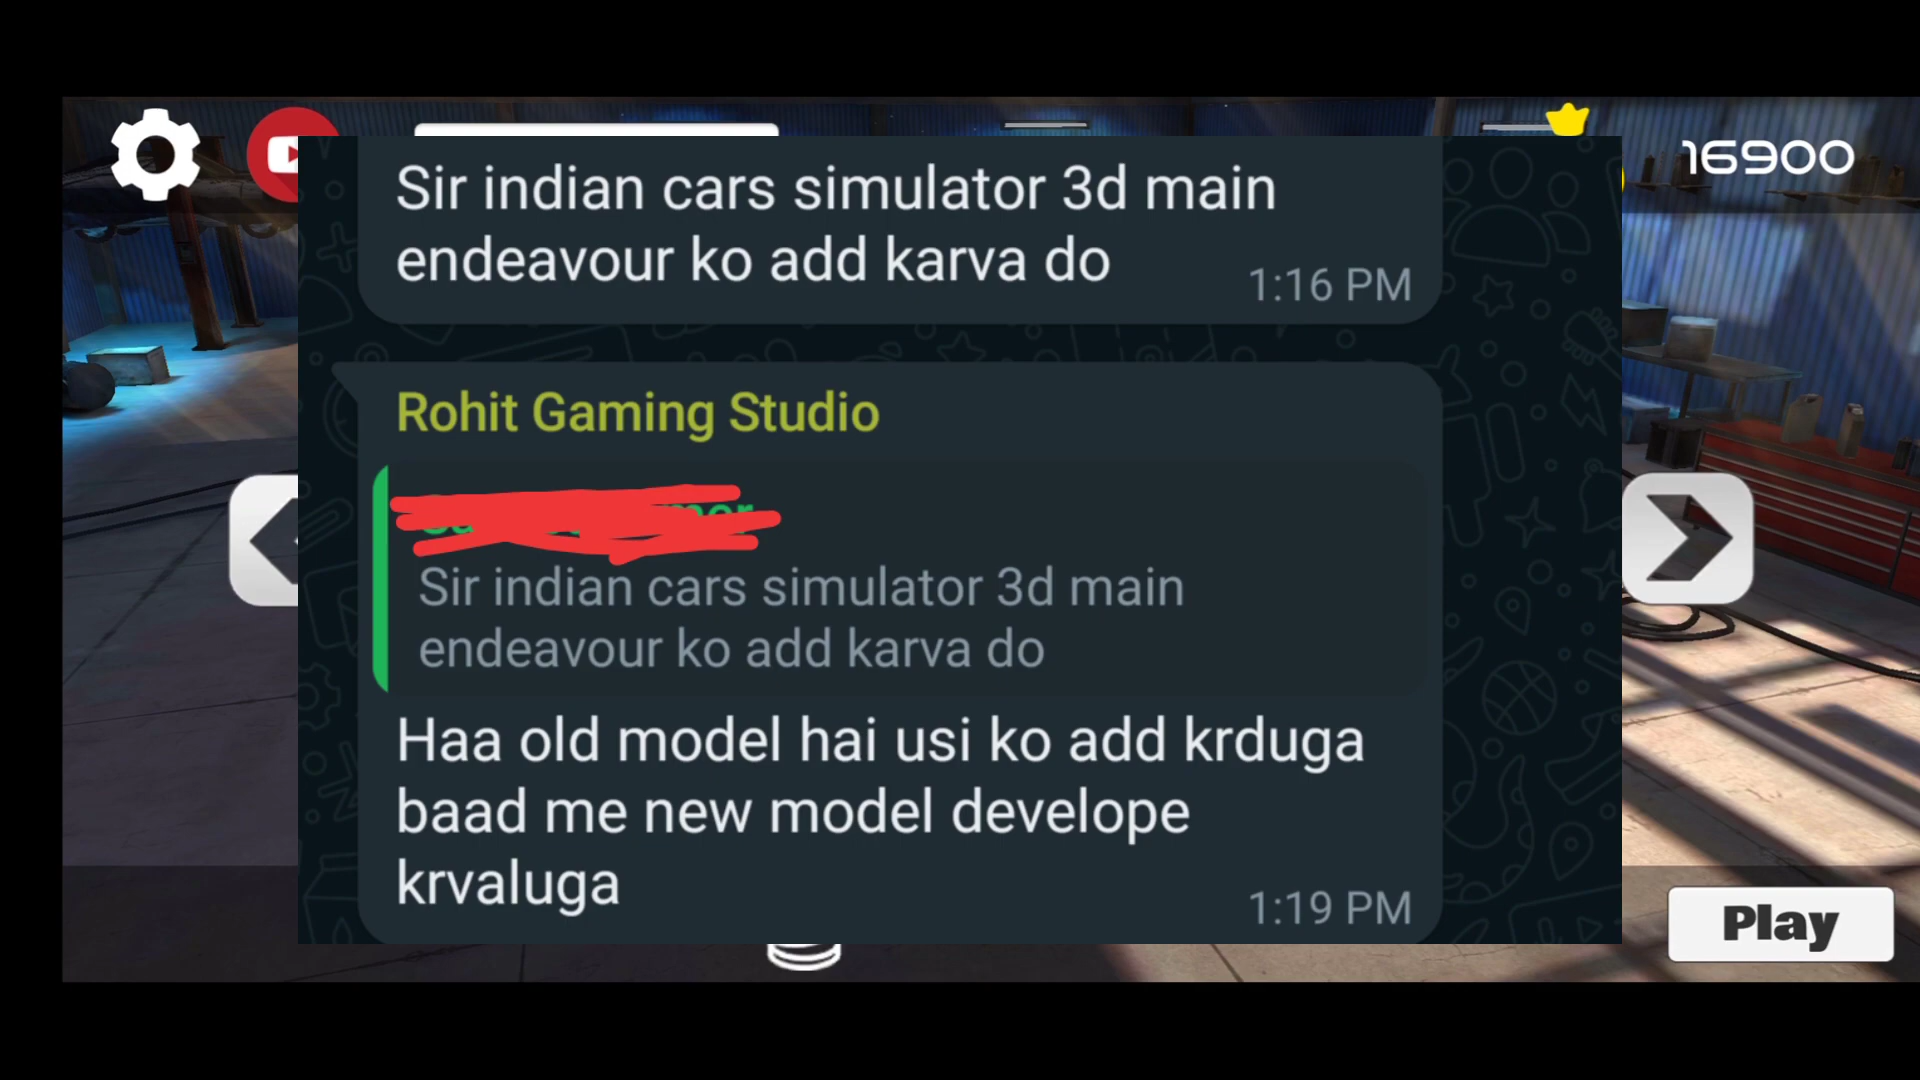 16900
Sir indian cars simulator 3d main
endeavour ko add karva do
1:16 PM
Rohit Gaming Studio
Sir indian cars simulator 3d main
endeavour ko add karva do
Haa old model hai usi ko add krduga
baad me new model develope
krvaluga
1:19 PM
Play